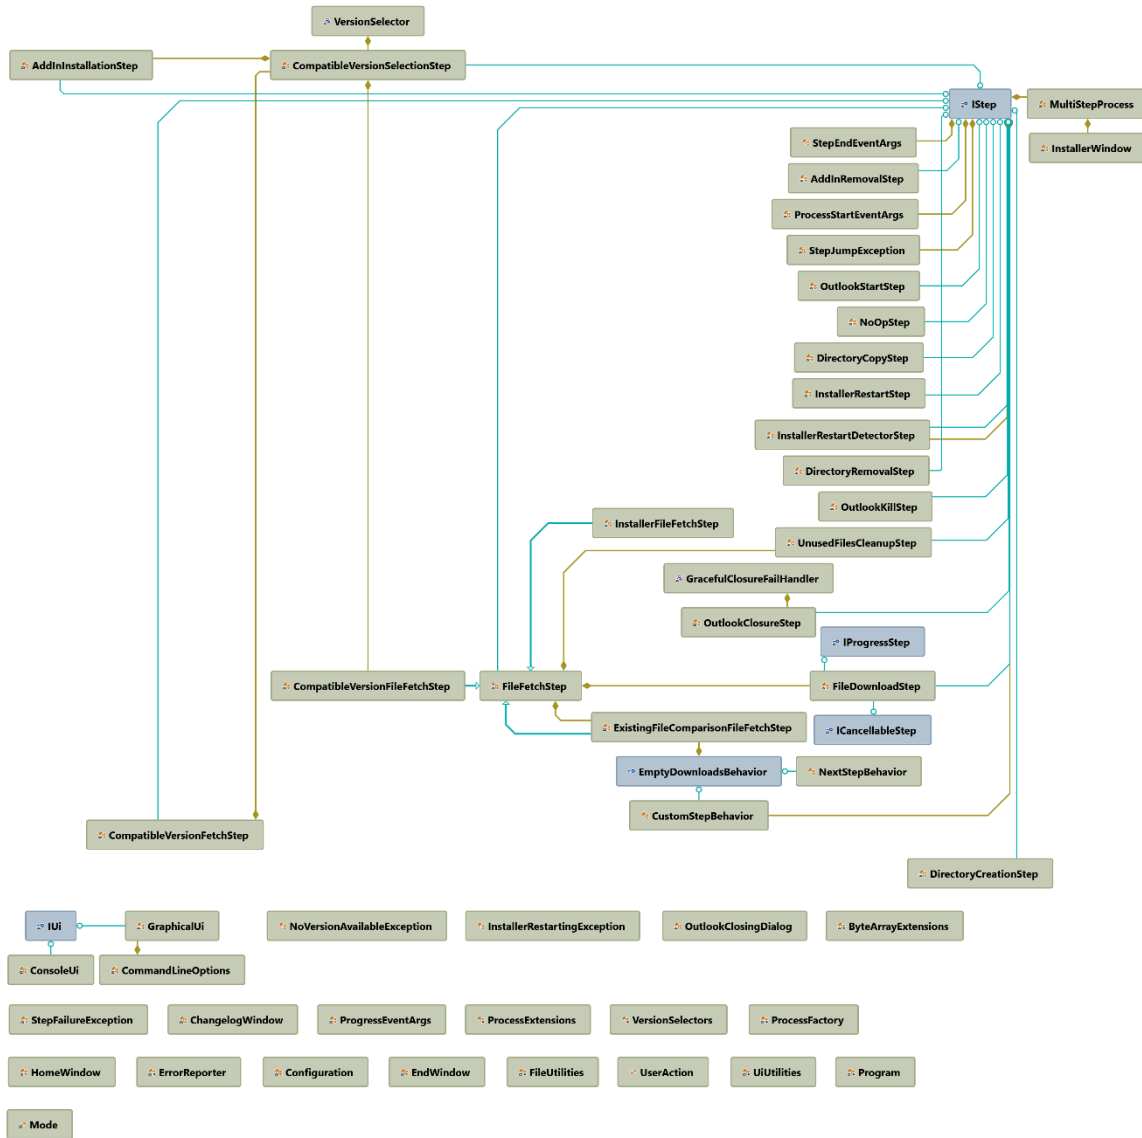 VersionSelector
AddInInstallationStep
CompatibleVersionSelectionStep
IStep
MultiStepProcess
StepEndEventArgs
InstallerWindow
AddInRemovalStep
ProcessStartEventArgs
StepJumpException
OutlookStartStep
NoOpStep
DirectoryCopyStep
InstallerRestartStep
InstallerRestartDetectorStep
DirectoryRemovalStep
OutlookKillStep
InstallerFileFetchStep
UnusedFilesCleanupStep
GracefulClosureFailHandler
OutlookClosureStep
IProgressStep
CompatibleVersionFileFetchStep
FileFetchStep
FileDownloadStep
ExistingFileComparisonFileFetchStep
ICancellableStep
EmptyDownloadsBehavior
NextStepBehavior
CustomStepBehavior
CompatibleVersionFetchStep
DirectoryCreationStep
IUi
GraphicalUi
NoVersionAvailableException
InstallerRestartingException
OutlookClosingDialog
ByteArrayExtensions
ConsoleUi
CommandLineOptions
StepFailureException
ChangelogWindow
ProgressEventArgs
ProcessExtensions
VersionSelectors
ProcessFactory
HomeWindow
ErrorReporter
Configuration
EndWindow
FileUtilities
UserAction
UiUtilities
Program
Mode